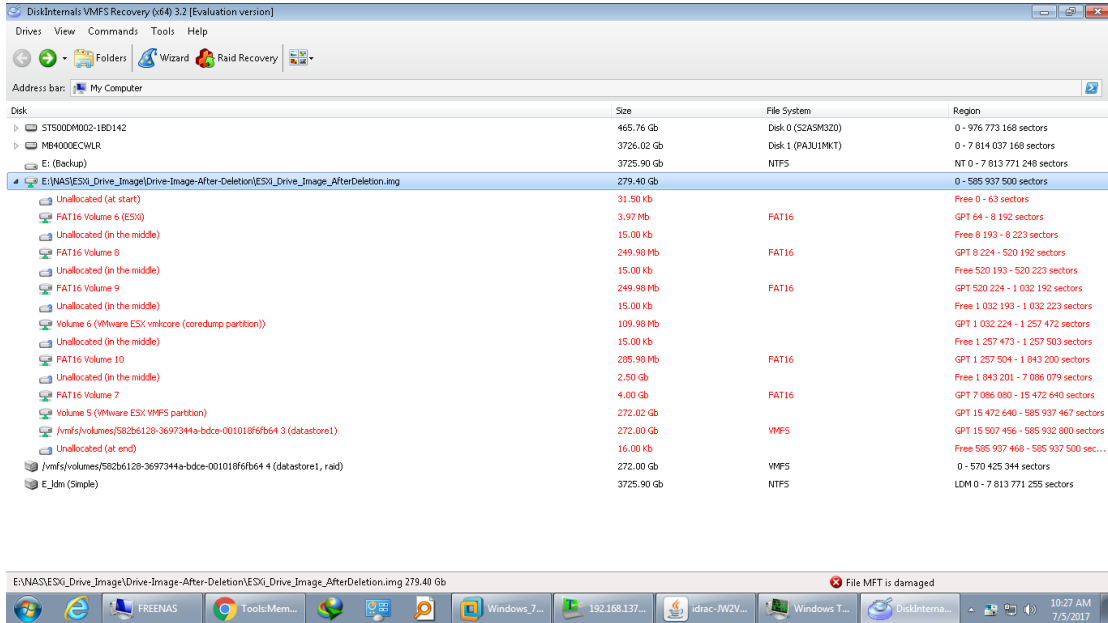 DiskInternals VMFS Recovery (x64) 3.2 [Evaluation version]
Drives View Commands Tools Help
Folders Wizard Raid Recovery
Address bar: My Computer
Disk Size File System Region
ST500DM002-1BD142 465.76 Gb Disk 0 (S2ASM3Z0) 0 - 976 773 168 sectors
MB4000ECWLR 3726.02 Gb Disk 1 (PAJU1MKT) 0 - 7 814 037 168 sectors
E: (Backup) 3725.90 Gb NTFS NT 0 - 7 813 771 248 sectors
E:\NAS\ESXi_Drive_Image\Drive-Image-After-Deletion\ESXi_Drive_Image_AfterDeletion.img 279.40 Gb 0 - 585 937 500 sectors
Unallocated (at start) 31.50 Kb Free 0 - 63 sectors
FAT16 Volume 6 (ESXi) 3.97 Mb FAT16 GPT 64 - 8 192 sectors
Unallocated (in the middle) 15.00 Kb Free 8 193 - 8 223 sectors
FAT16 Volume 8 249.98 Mb FAT16 GPT 8 224 - 520 192 sectors
Unallocated (in the middle) 15.00 Kb Free 520 193 - 520 223 sectors
FAT16 Volume 9 249.98 Mb FAT16 GPT 520 224 - 1 032 192 sectors
Unallocated (in the middle) 15.00 Kb Free 1 032 193 - 1 032 223 sectors
Volume 6 (VMware ESX vmkcore (coredump partition)) 109.98 Mb GPT 1 032 224 - 1 257 472 sectors
Unallocated (in the middle) 15.00 Kb Free 1 257 473 - 1 257 503 sectors
FAT16 Volume 10 285.98 Mb FAT16 GPT 1 257 504 - 1 843 200 sectors
Unallocated (in the middle) 2.50 Gb Free 1 843 201 - 7 086 079 sectors
FAT16 Volume 7 4.00 Gb FAT16 GPT 7 086 080 - 15 472 640 sectors
Volume 5 (VMware ESX VMFS partition) 272.02 Gb GPT 15 472 640 - 585 937 467 sectors
/vmfs/volumes/582b6128-3697344a-bdce-001018f6fb64 3 (datastore1) 272.00 Gb VMFS GPT 15 507 456 - 585 932 800 sectors
Unallocated (at end) 16.00 Kb Free 585 937 468 - 585 937 500 sec...
/vmfs/volumes/582b6128-3697344a-bdce-001018f6fb64 4 (datastore1, raid) 272.00 Gb VMFS 0 - 570 425 344 sectors
E_ldm (Simple) 3725.90 Gb NTFS LDM 0 - 7 813 771 255 sectors
E:\NAS\ESXi_Drive_Image\Drive-Image-After-Deletion\ESXi_Drive_Image_AfterDeletion.img 279.40 Gb File MFT is damaged
FREENAS Tools:Mem... Windows_7... 192.168.137... idrac-JW2V... Windows T... DiskInterna... 10:27 AM
7/5/2017